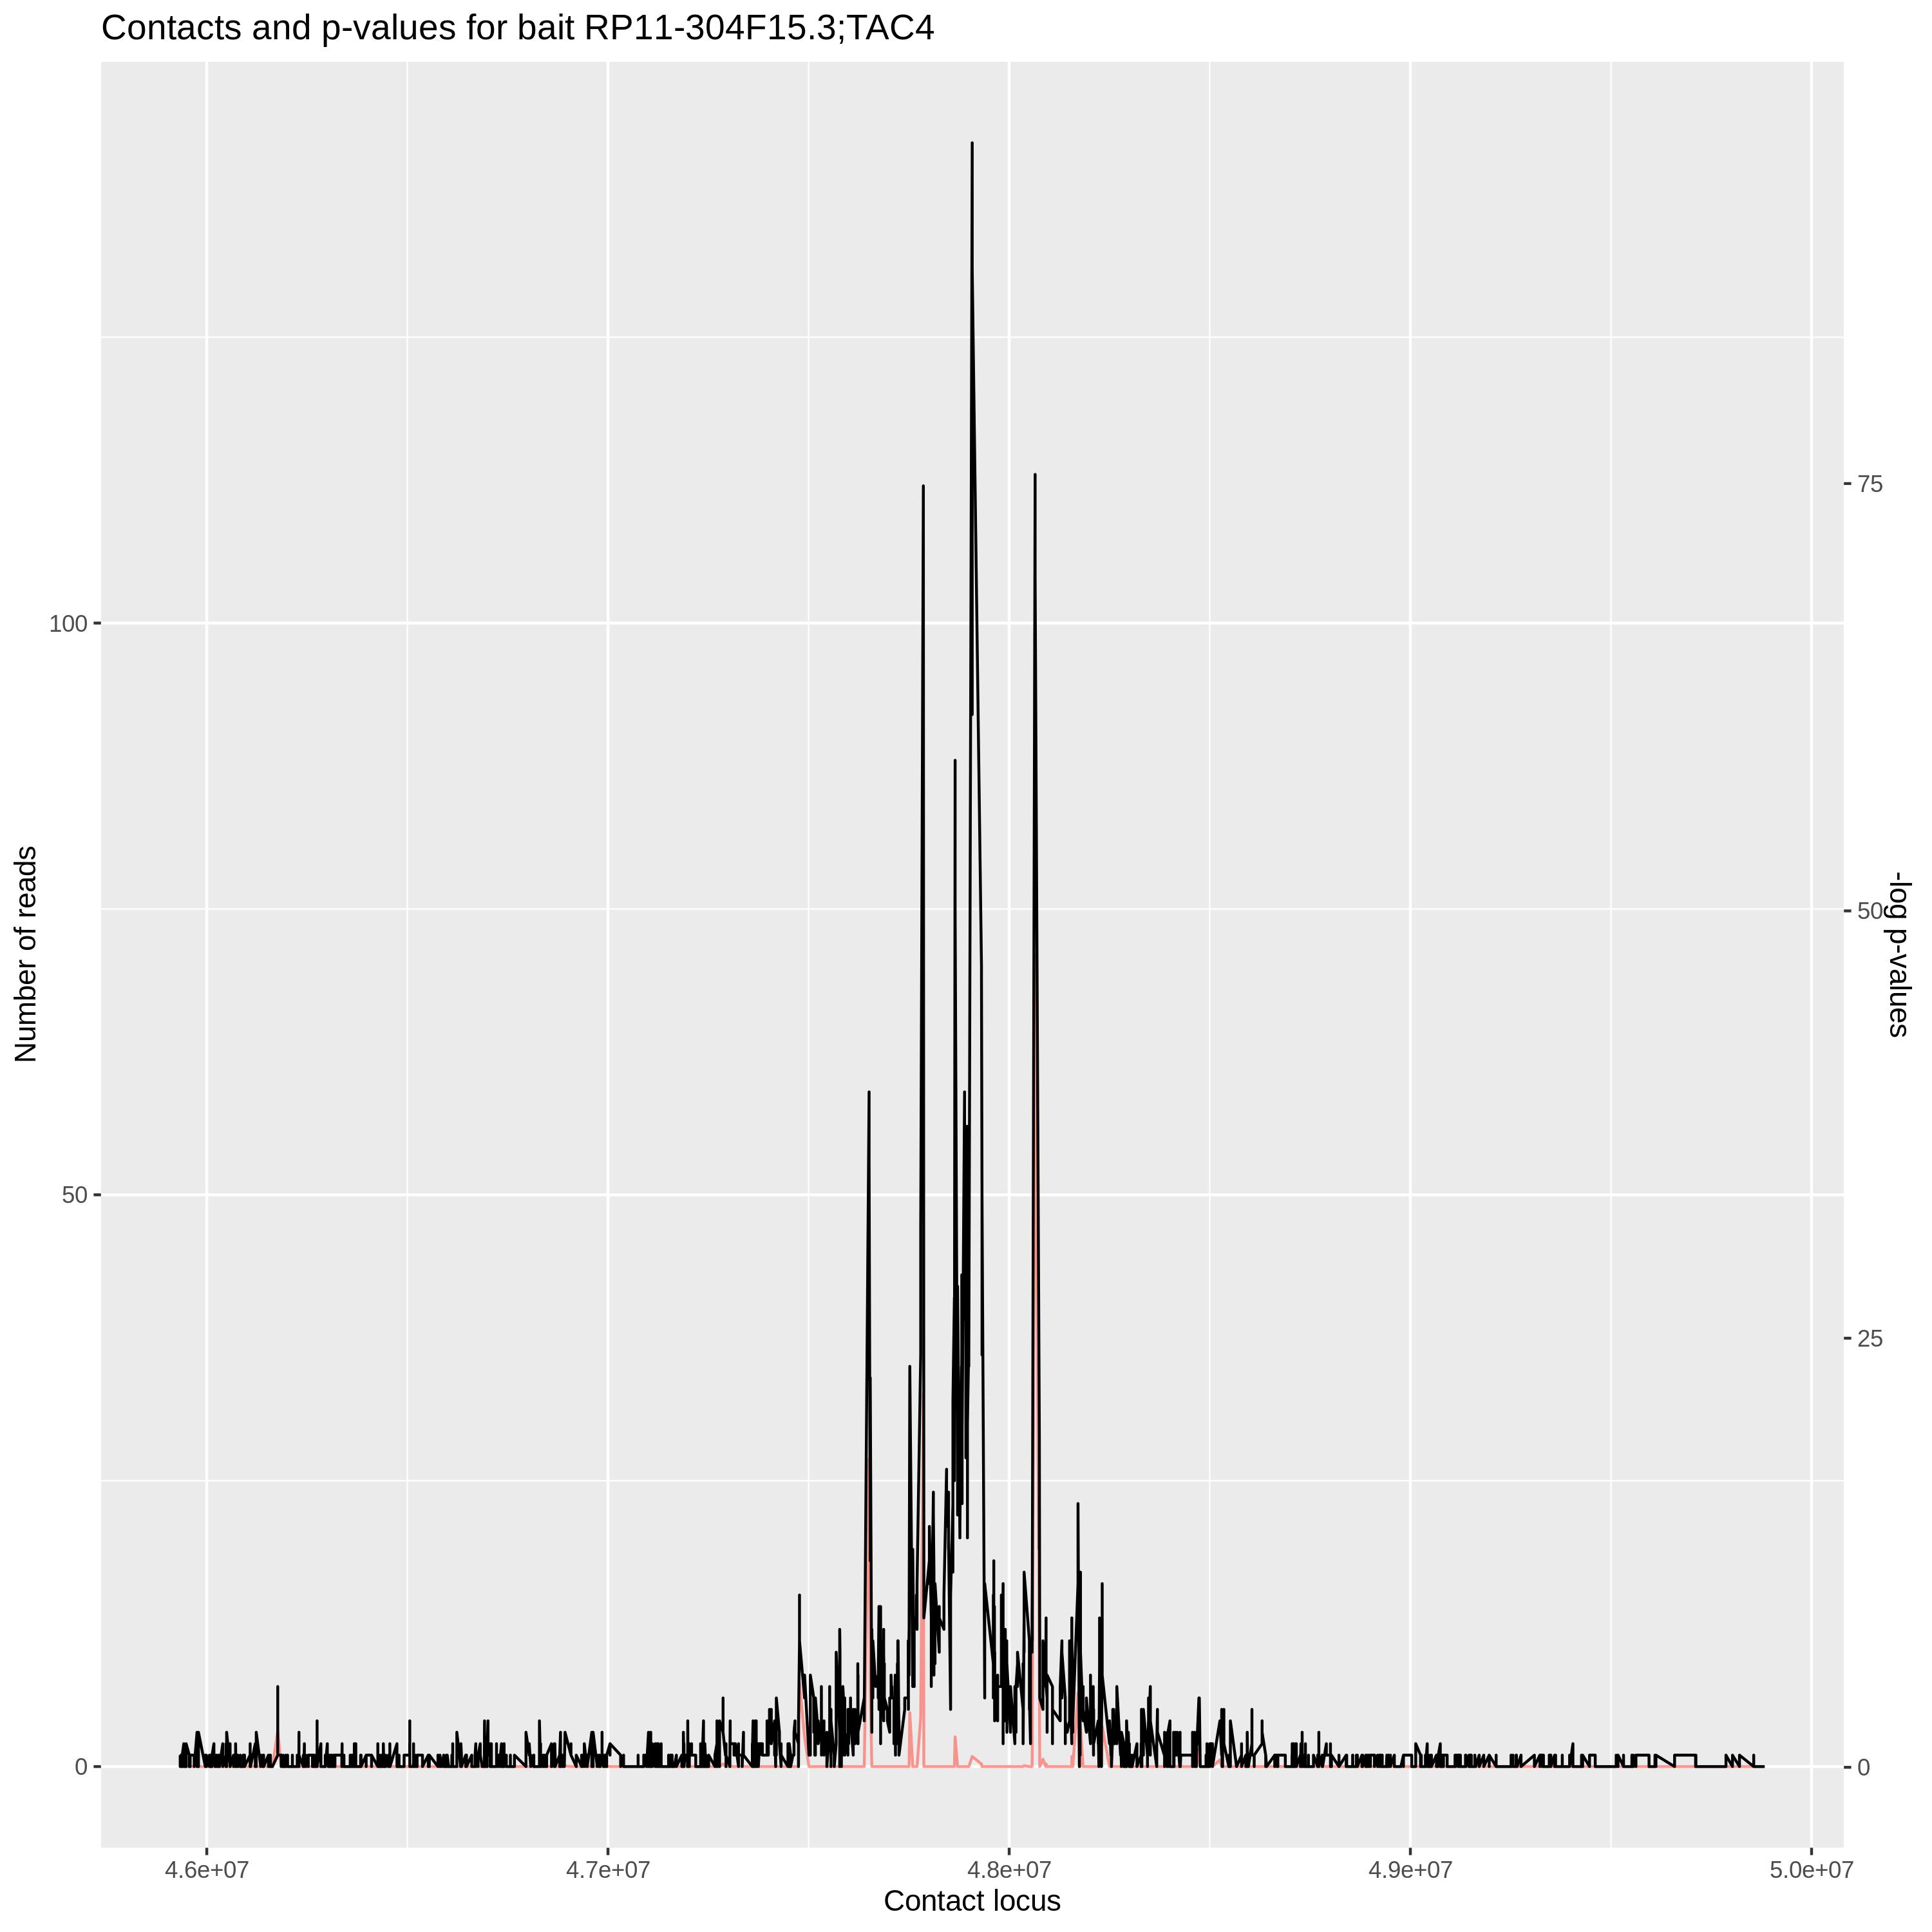 Contacts and p-values for bait RP11-304F15.3;TAC4
Number of reads
100
50
0
75
50
25
0
-log p-values
4.6e+07
4.7e+07
4.8e+07
4.9e+07
5.0e+07
Contact locus